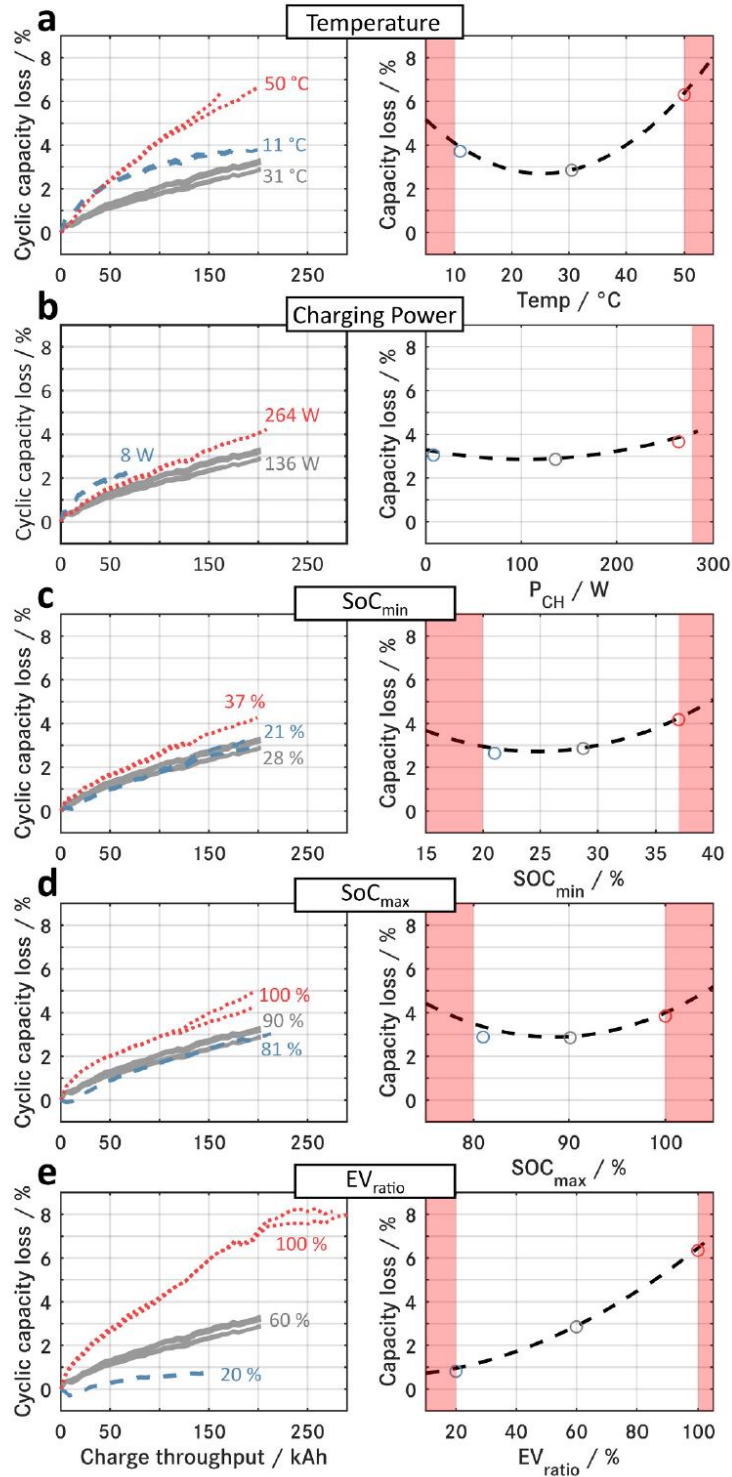 a
Temperature
Cyclic capacity loss / %
8
6
4
2
0
50 °C
11 °C
31 °C
0 50 150 250
Capacity loss / %
8
6
4
2
0
10 20 30 40 50
Temp / °C
b
Charging Power
Cyclic capacity loss / %
8
6
4
2
0
264 W
8 W
136 W
0 50 150 250
Capacity loss / %
8
6
4
2
0
0 100 200 300
P_CH / W
c
SoC_min
Cyclic capacity loss / %
8
6
4
2
0
37 %
21 %
28 %
0 50 150 250
Capacity loss / %
8
6
4
2
0
15 20 25 30 35 40
SOC_min / %
d
SoC_max
Cyclic capacity loss / %
8
6
4
2
0
100 %
90 %
81 %
0 50 150 250
Capacity loss / %
8
6
4
2
0
80 90 100
SOC_max / %
e
EV_ratio
Cyclic capacity loss / %
8
6
4
2
0
100 %
60 %
20 %
0 50 150 250
Charge throughput / kAh
Capacity loss / %
8
6
4
2
0
20 40 60 80 100
EV_ratio / %